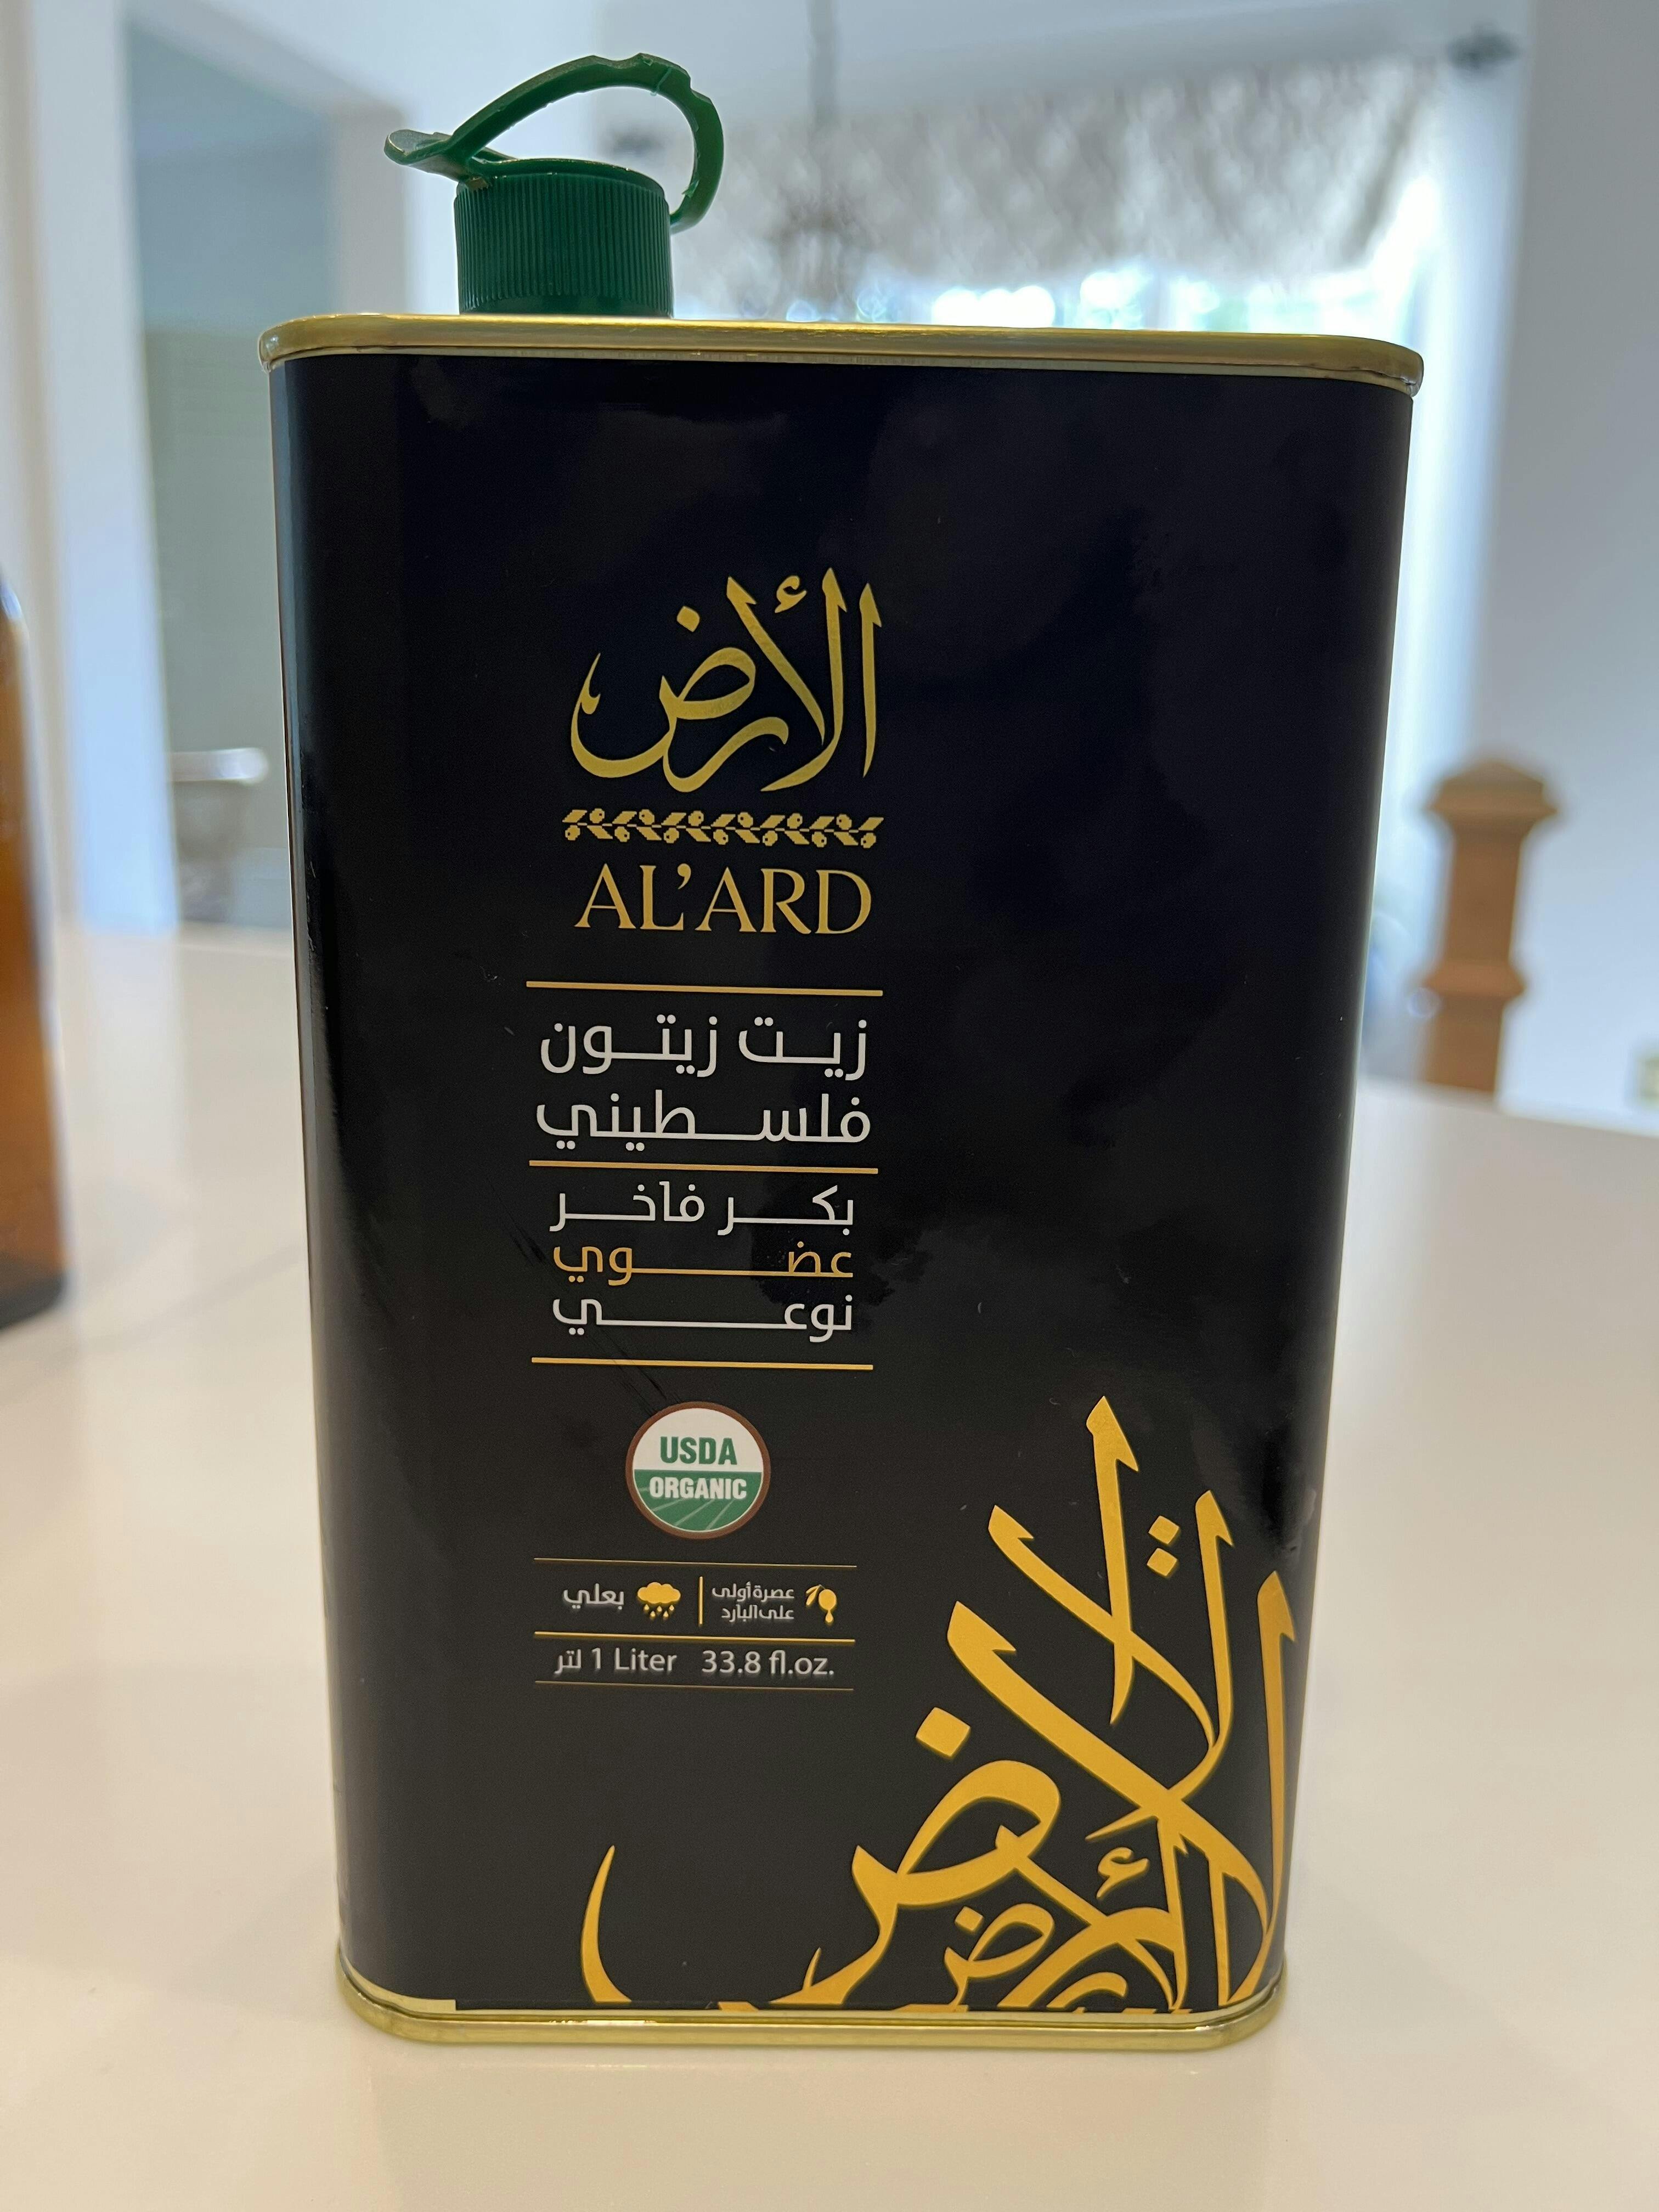 الأرض
AL'ARD
زيت زيتون
فلسطيني
بكر فاخر
عضوي
نوعي
USDA
ORGANIC
عصرة أولى
على البارد
بعلي
1 لتر 1 Liter 33.8 fl.oz.
الأرض